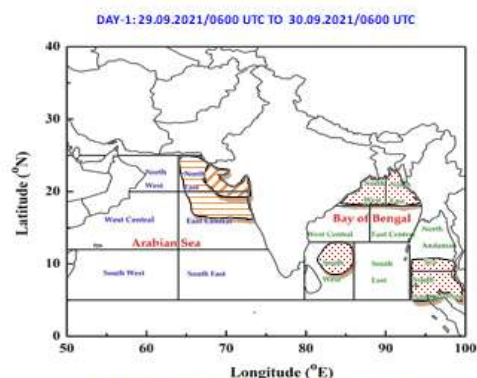 DAY-1: 29.09.2021/0600 UTC TO 30.09.2021/0600 UTC
40
30
20
10
0
Latitude (°N)
North
West
North
East
West Central
East Central
Arabian Sea
South West
South East
Bay of Bengal
West Central
East Central
North
Andaman
West
South
East
50
60
70
80
90
100
Longitude (°E)